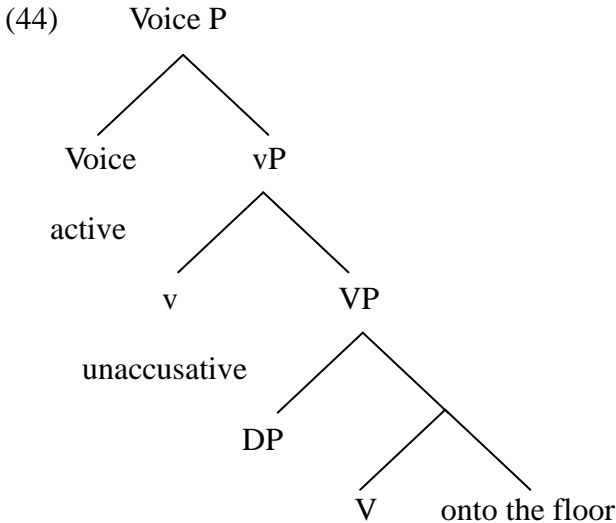 (44) Voice P
Voice vP
active
v VP
unaccusative
DP
V onto the floor